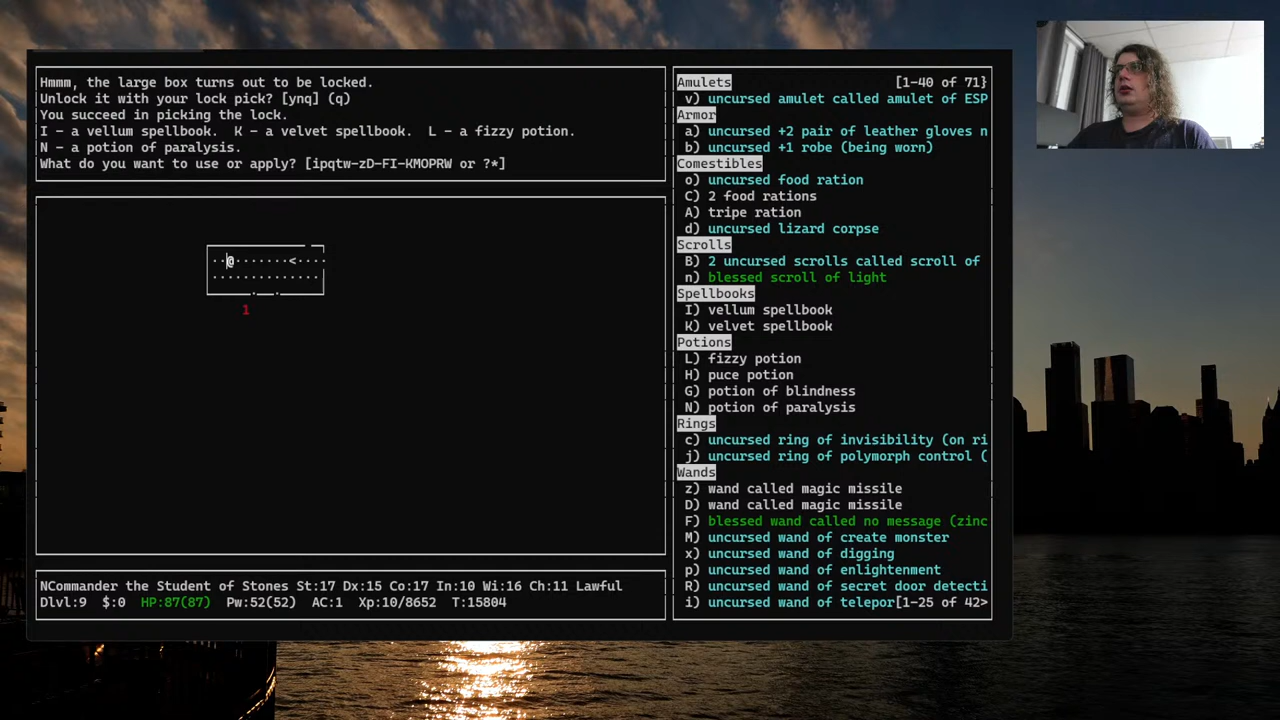 Hmmm, the large box turns out to be locked.
Unlock it with your lock pick? [ynq] (q)
You succeed in picking the lock.
I - a vellum spellbook.  K - a velvet spellbook.  L - a fizzy potion.
N - a potion of paralysis.
What do you want to use or apply? [ipqtw-zD-FI-KMOPRW or ?*]
··@·······<····
··············
1
NCommander the Student of Stones St:17 Dx:15 Co:17 In:10 Wi:16 Ch:11 Lawful
Dlvl:9  $:0  HP:87(87)  Pw:52(52)  AC:1  Xp:10/8652  T:15804
Amulets [1-40 of 71}
v) uncursed amulet called amulet of ESP
Armor
a) uncursed +2 pair of leather gloves n
b) uncursed +1 robe (being worn)
Comestibles
o) uncursed food ration
C) 2 food rations
A) tripe ration
d) uncursed lizard corpse
Scrolls
B) 2 uncursed scrolls called scroll of
n) blessed scroll of light
Spellbooks
I) vellum spellbook
K) velvet spellbook
Potions
L) fizzy potion
H) puce potion
G) potion of blindness
N) potion of paralysis
Rings
c) uncursed ring of invisibility (on ri
j) uncursed ring of polymorph control (
Wands
z) wand called magic missile
D) wand called magic missile
F) blessed wand called no message (zinc
M) uncursed wand of create monster
x) uncursed wand of digging
p) uncursed wand of enlightenment
R) uncursed wand of secret door detecti
i) uncursed wand of telepor[1-25 of 42>